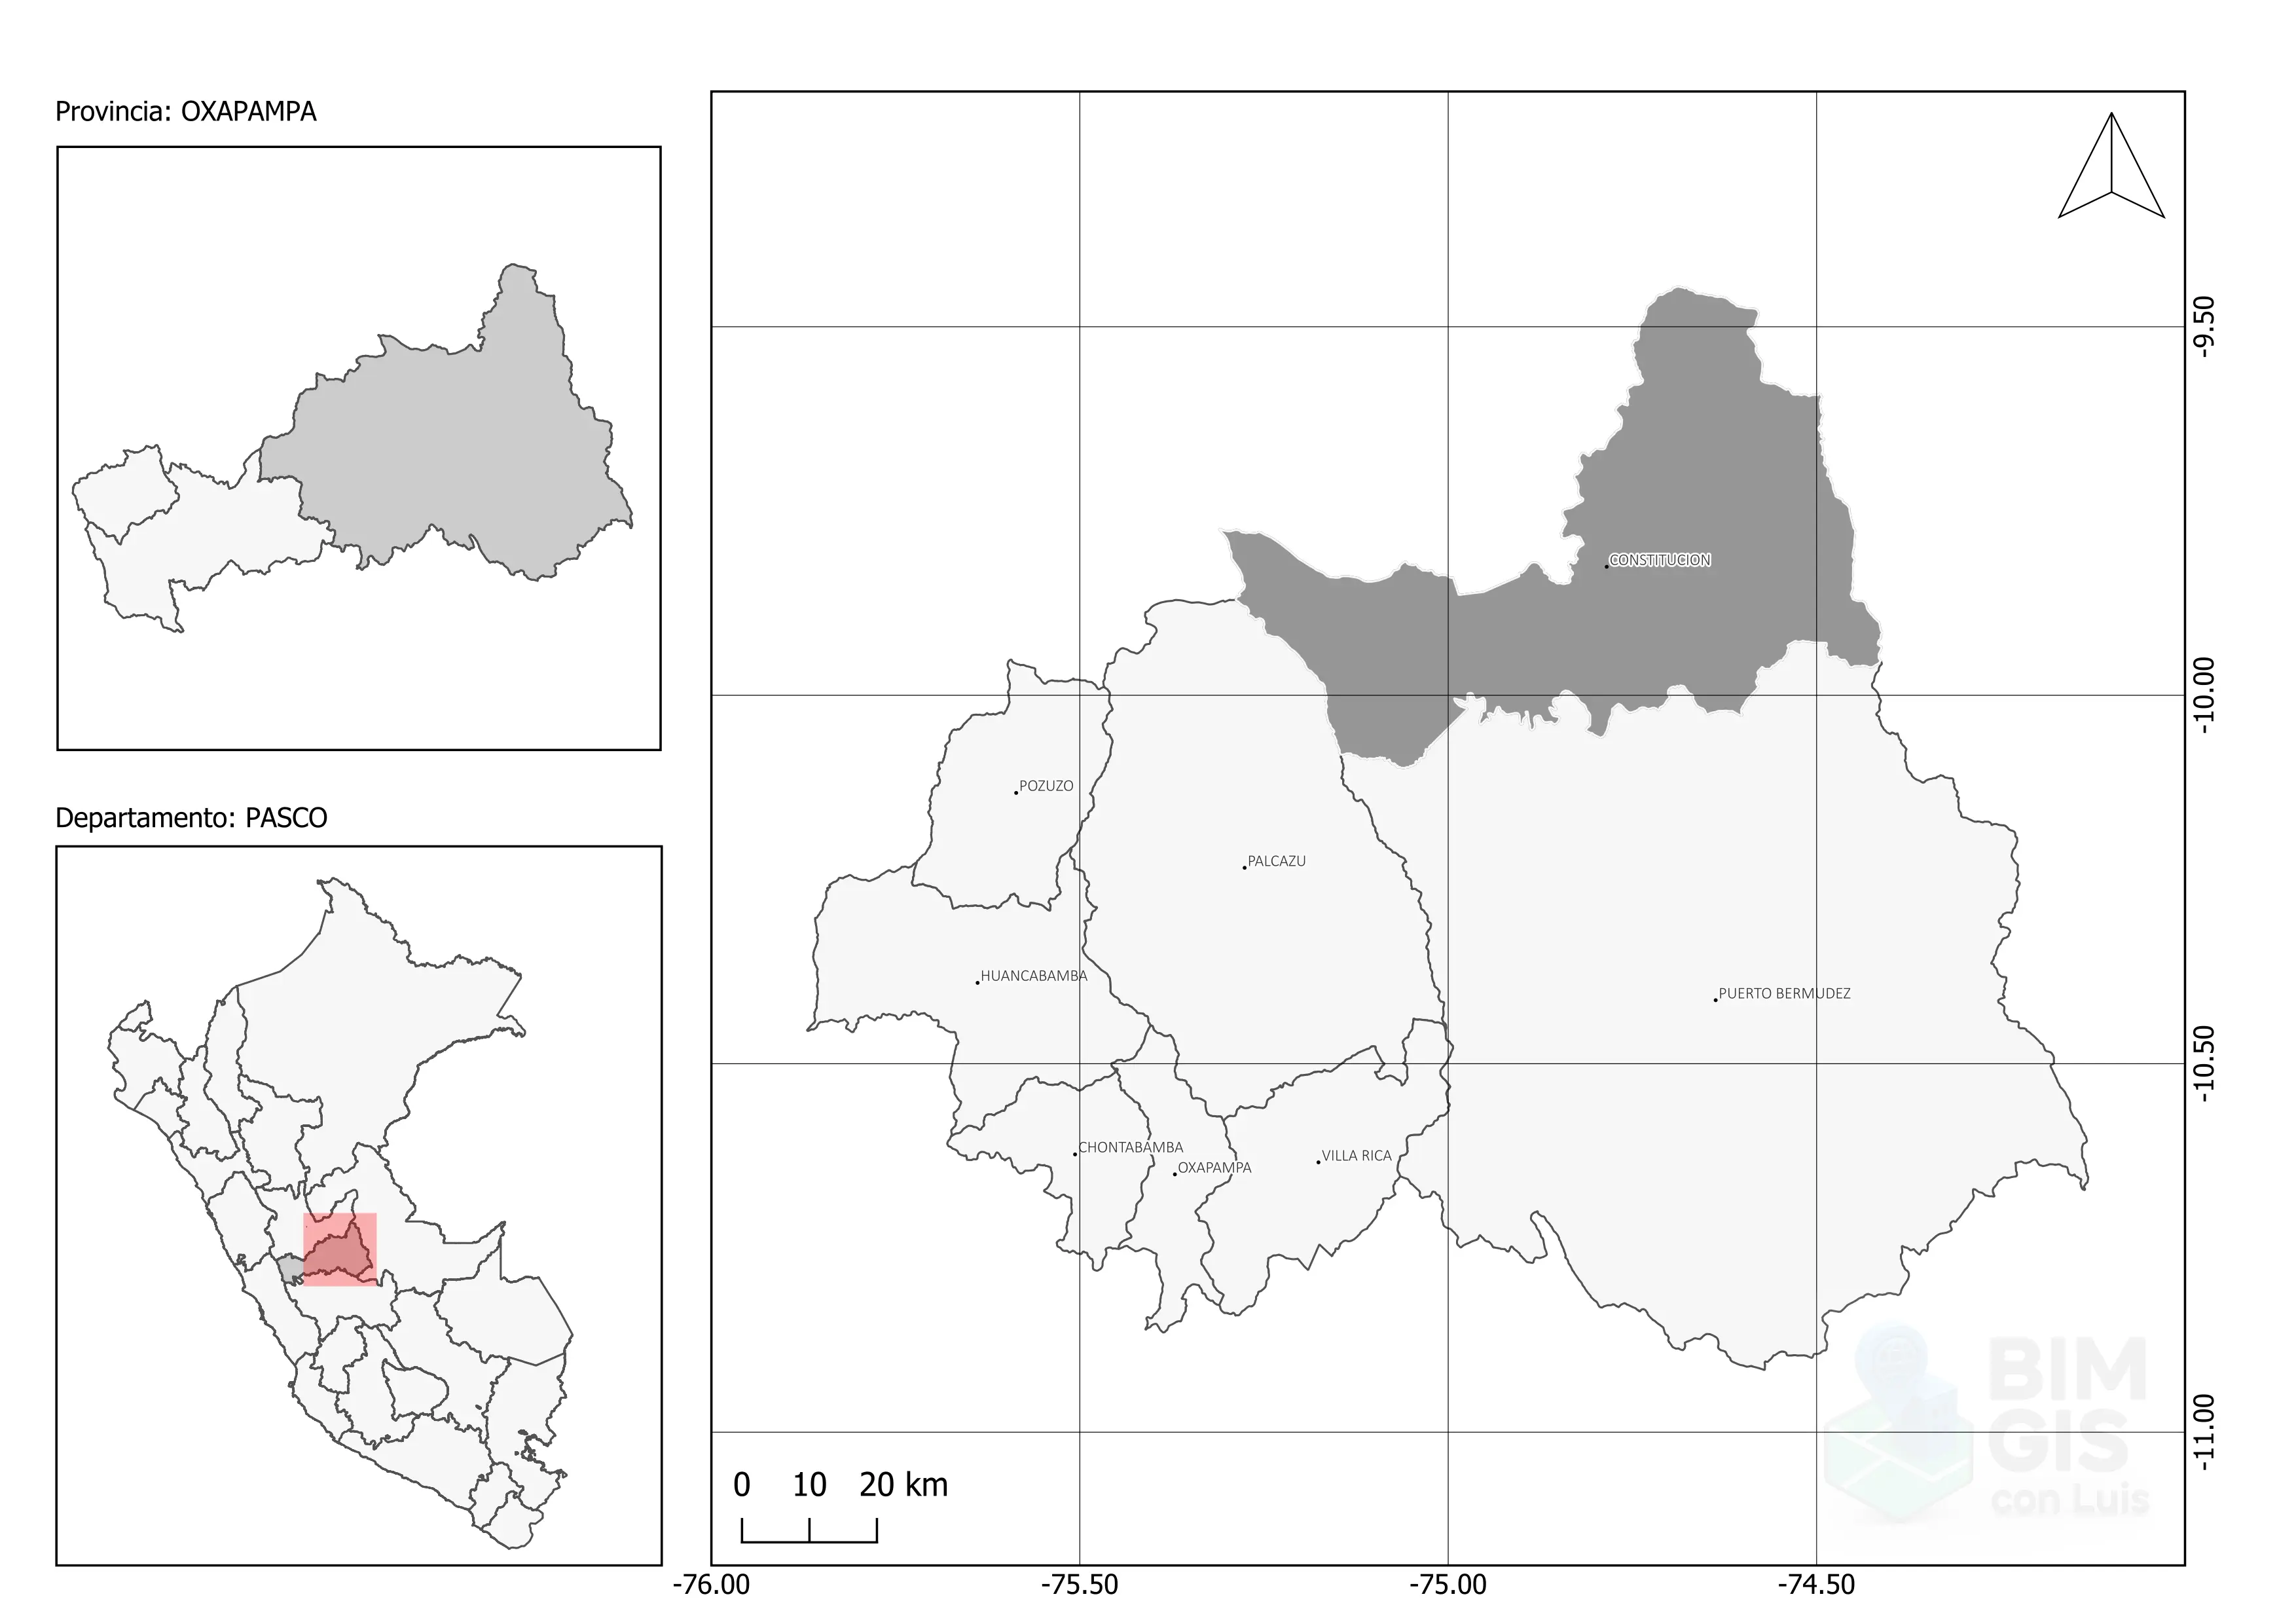 Provincia: OXAPAMPA
Departamento: PASCO
CONSTITUCION
POZUZO
PALCAZU
HUANCABAMBA
PUERTO BERMUDEZ
CHONTABAMBA
OXAPAMPA
VILLA RICA
-9.50
-10.00
-10.50
-11.00
BIM
GIS
con Luis
0 10 20 km
-76.00 -75.50 -75.00 -74.50